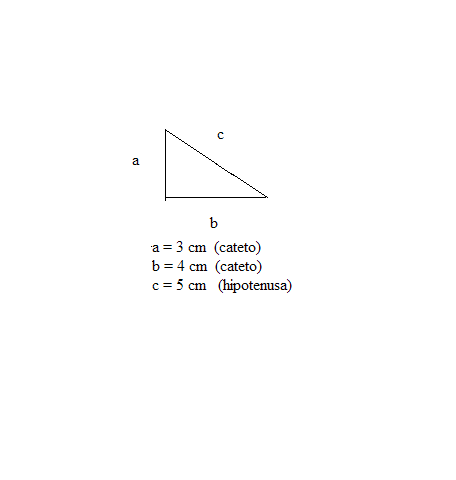 c
a
b
a = 3 cm (cateto)
b = 4 cm (cateto)
c = 5 cm (hipotenusa)